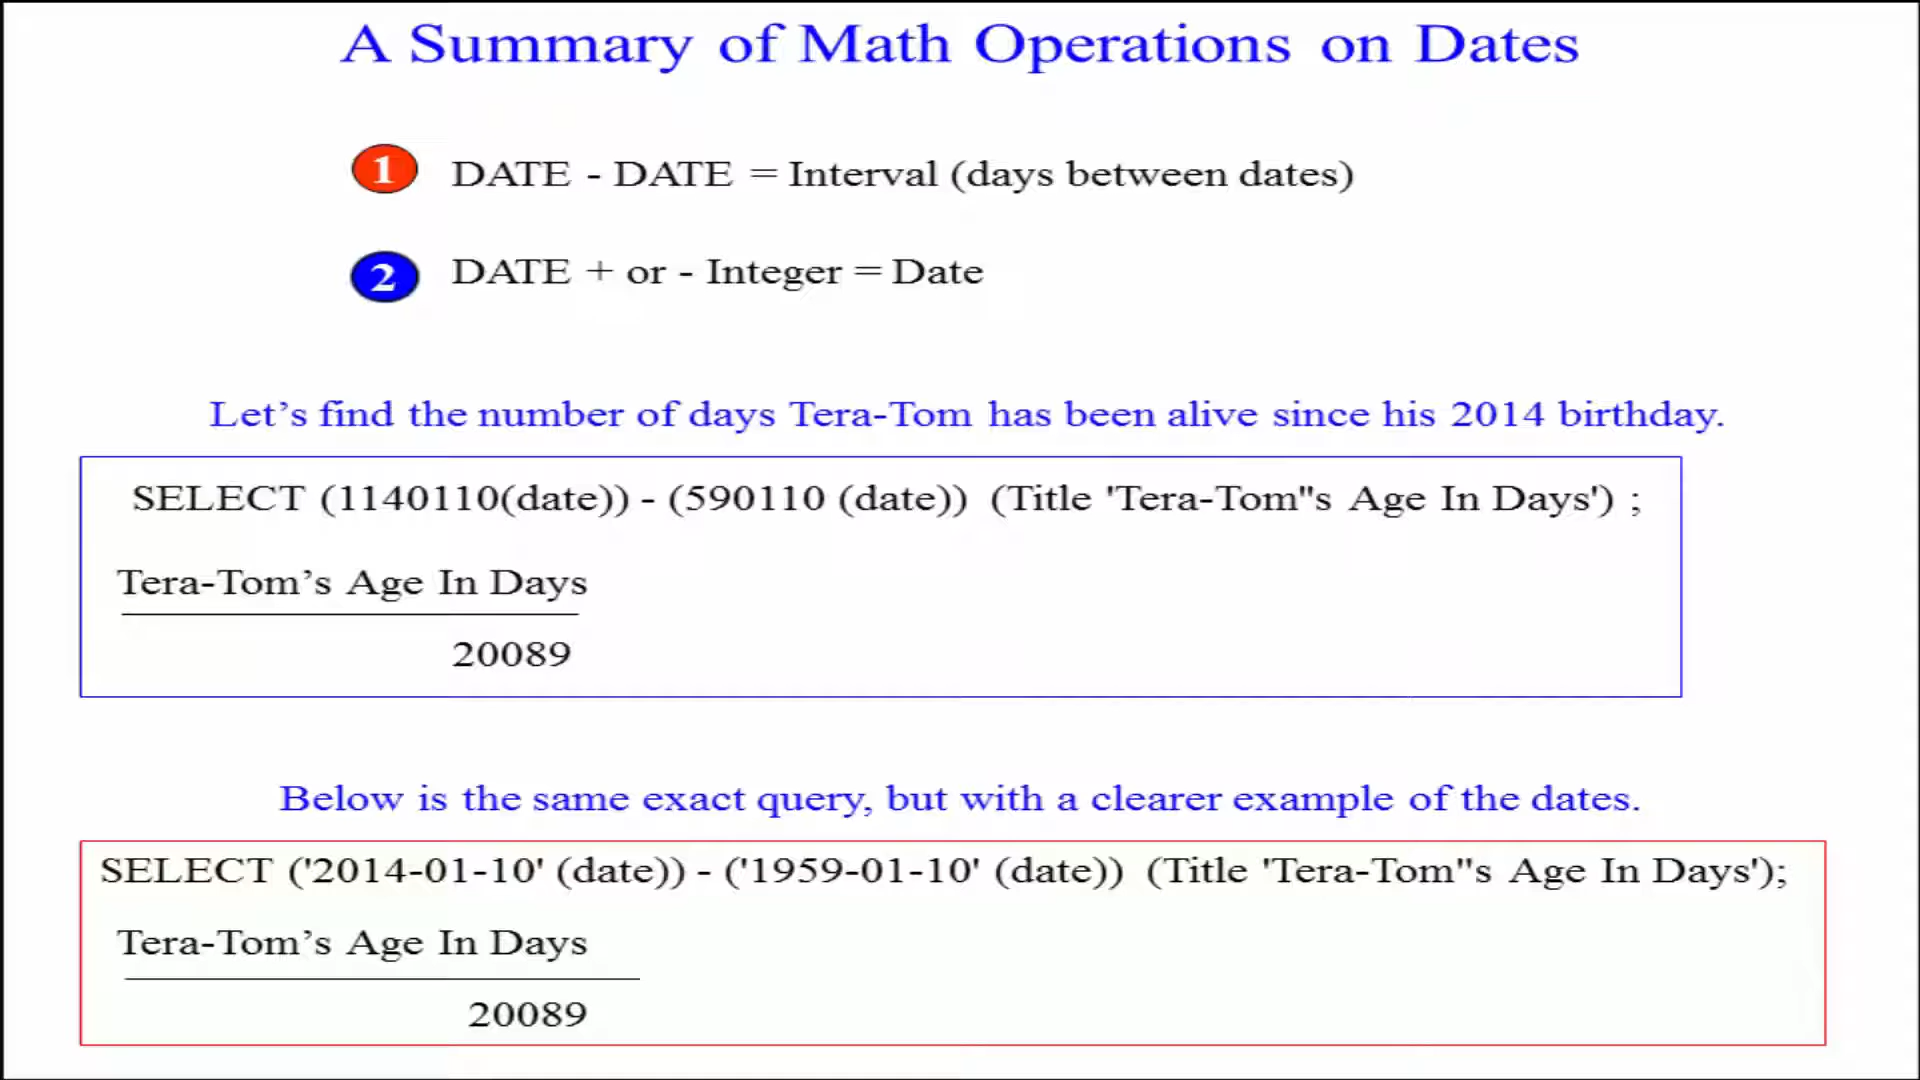 A Summary of Math Operations on Dates
1 DATE - DATE = Interval (days between dates)
2 DATE + or - Integer = Date
Let’s find the number of days Tera-Tom has been alive since his 2014 birthday.
SELECT (1140110(date)) - (590110 (date)) (Title 'Tera-Tom''s Age In Days') ;
Tera-Tom’s Age In Days
20089
Below is the same exact query, but with a clearer example of the dates.
SELECT ('2014-01-10' (date)) - ('1959-01-10' (date)) (Title 'Tera-Tom''s Age In Days');
Tera-Tom’s Age In Days
20089